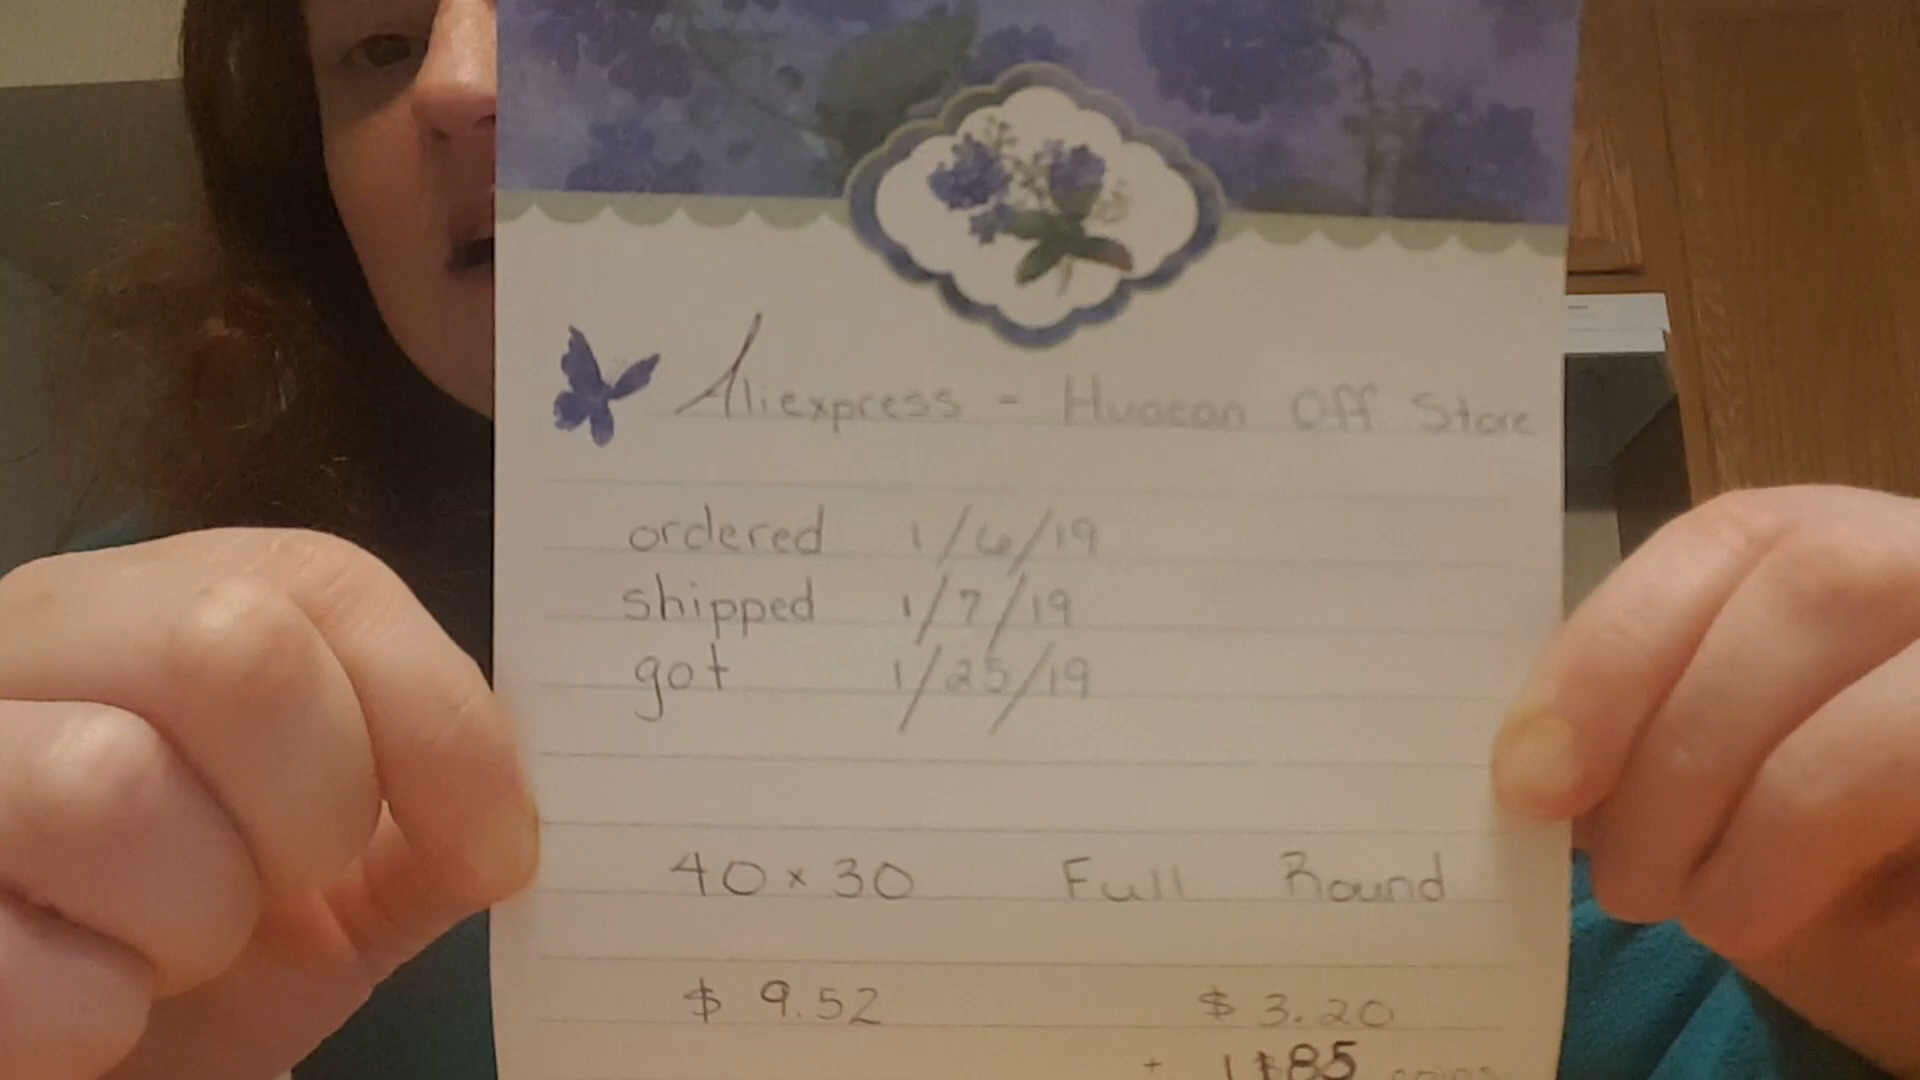 Aliexpress - Huacan Off Store
ordered 1/6/19
shipped 1/7/19
got 1/25/19
40 x 30 Full Round
$ 9.52 $ 3.20
+ coins